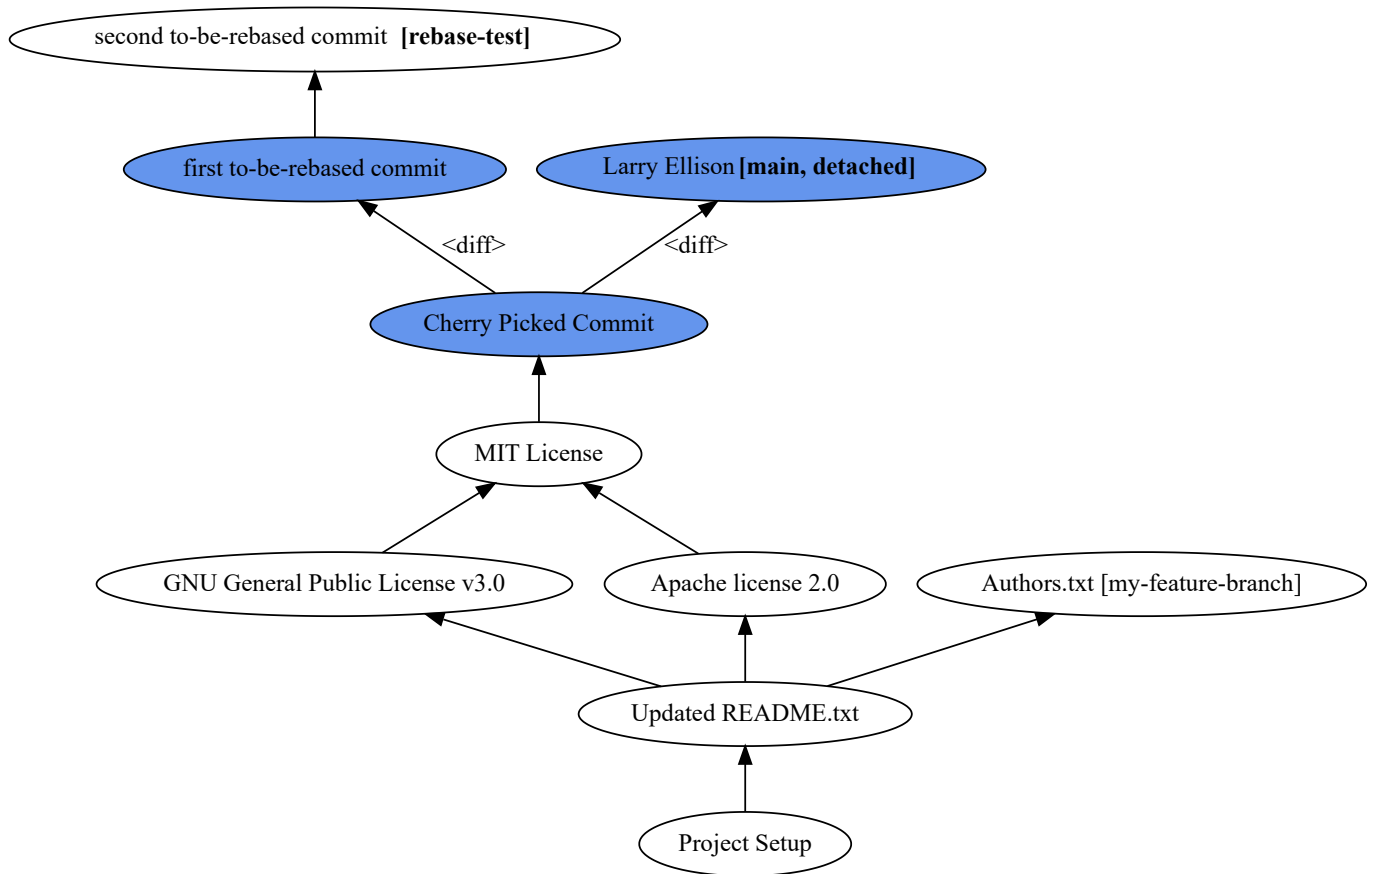 second to-be-rebased commit [rebase-test]
first to-be-rebased commit
Larry Ellison [main, detached]
<diff>
<diff>
Cherry Picked Commit
MIT License
GNU General Public License v3.0
Apache license 2.0
Authors.txt [my-feature-branch]
Updated README.txt
Project Setup